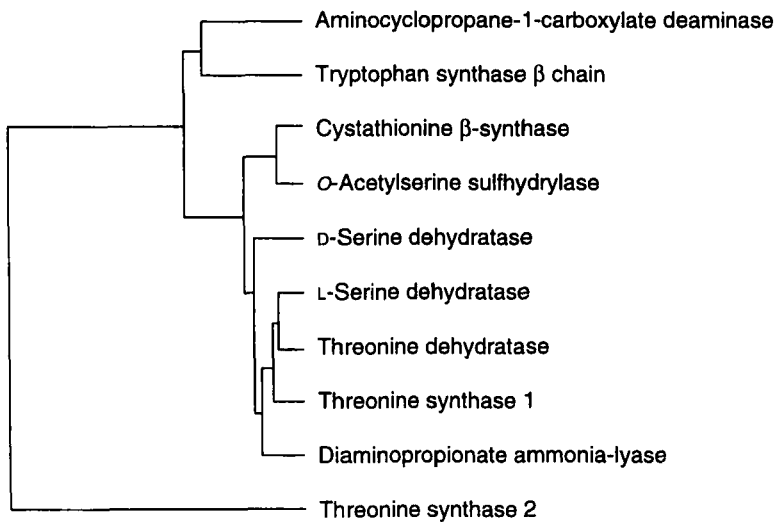 Aminocyclopropane-1-carboxylate deaminase
Tryptophan synthase β chain
Cystathionine β-synthase
O-Acetylserine sulfhydrylase
D-Serine dehydratase
L-Serine dehydratase
Threonine dehydratase
Threonine synthase 1
Diaminopropionate ammonia-lyase
Threonine synthase 2